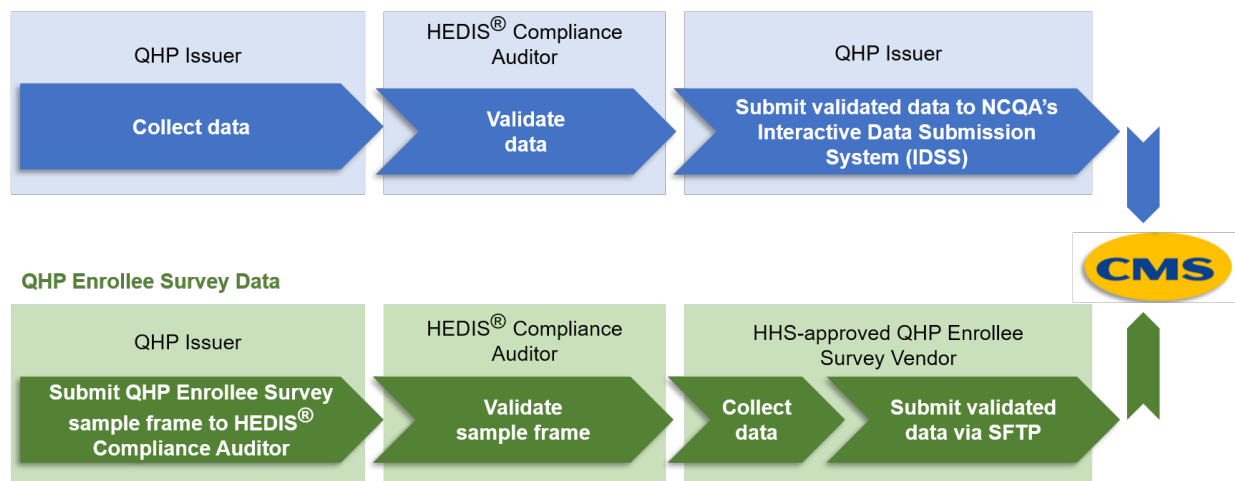 QHP Issuer
Collect data
HEDIS® Compliance
Auditor
Validate
data
QHP Issuer
Submit validated data to NCQA’s
Interactive Data Submission
System (IDSS)
CMS
QHP Enrollee Survey Data
QHP Issuer
Submit QHP Enrollee Survey
sample frame to HEDIS®
Compliance Auditor
HEDIS® Compliance
Auditor
Validate
sample frame
HHS-approved QHP Enrollee
Survey Vendor
Collect
data
Submit validated
data via SFTP